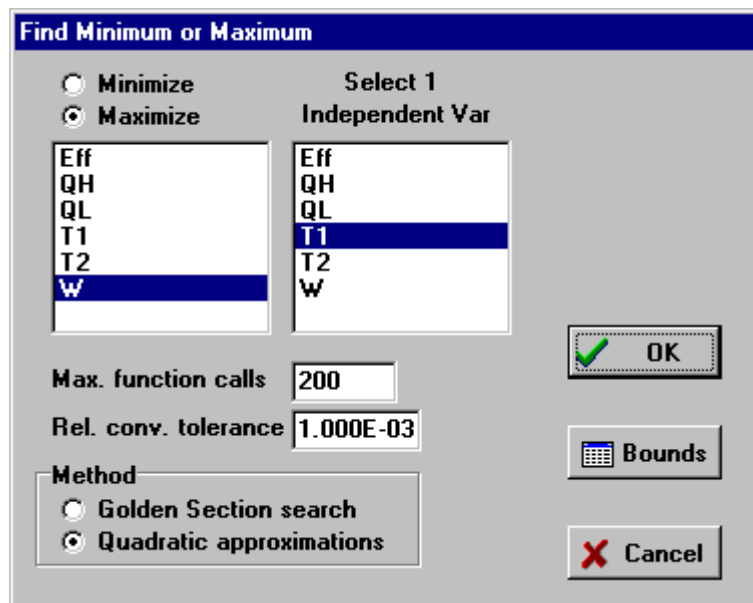 Find Minimum or Maximum
Minimize
Maximize
Select 1
Independent Var
Eff
QH
QL
T1
T2
W
Eff
QH
QL
T1
T2
W
Max. function calls
200
Rel. conv. tolerance
1.000E-03
Method
Golden Section search
Quadratic approximations
OK
Bounds
Cancel